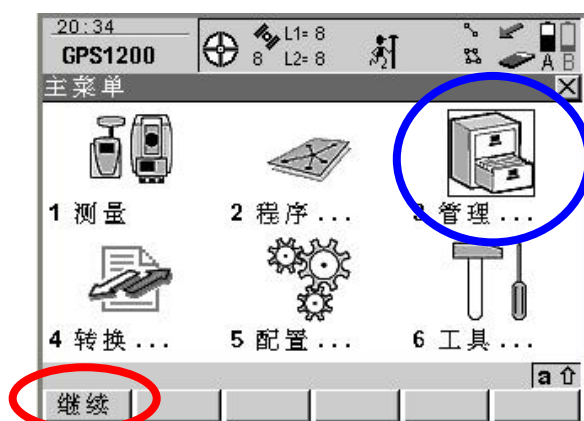 20:34
GPS1200
L1= 8
8 L2= 8
A B
主菜单
1 测量
2 程序...
3 管理...
4 转换...
5 配置...
6 工具...
a
继续